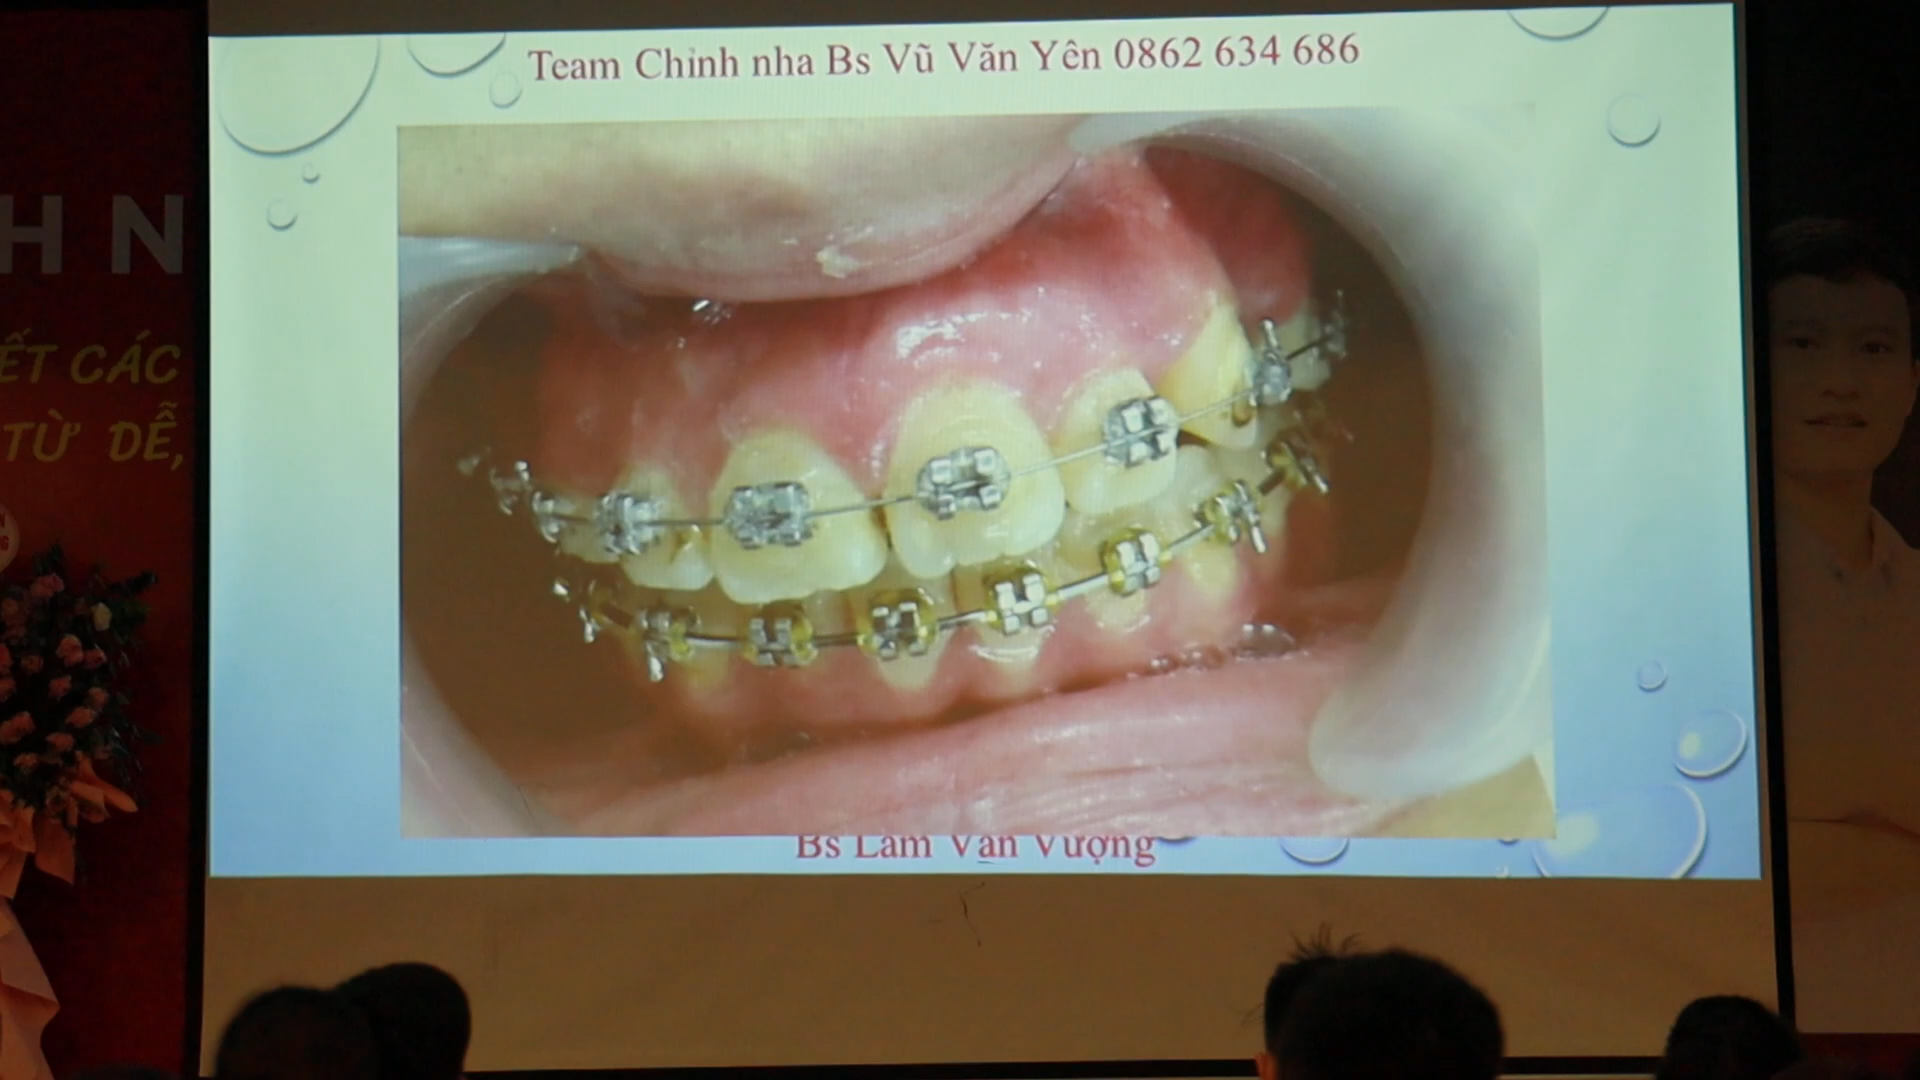 Team Chỉnh nha Bs Vũ Văn Yên 0862 634 686
H N
ẾT CÁC
TỪ DỄ,
Bs Lâm Văn Vượng